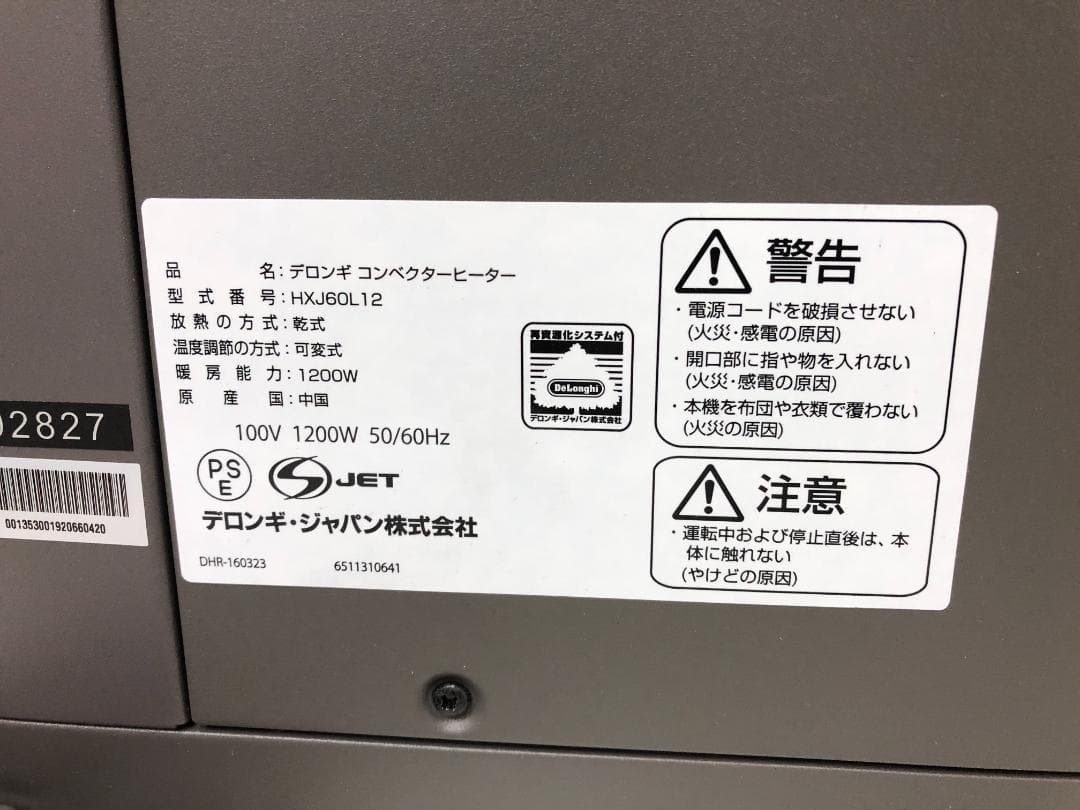 品 名:デロンギ コンベクターヒーター
型式番号:HXJ60L12
放熱の方式:乾式
温度調節の方式:可変式
暖房能力:1200W
原産国:中国
100V 1200W 50/60Hz
PSE
S JET
デロンギ・ジャパン株式会社
DHR-160323 6511310641
再資源化システム付
DeLonghi
デロンギ・ジャパン株式会社
警告
・電源コードを破損させない
(火災・感電の原因)
・開口部に指や物を入れない
(火災・感電の原因)
・本機を布団や衣類で覆わない
(火災の原因)
注意
・運転中および停止直後は、本
体に触れない
(やけどの原因)
02827
001353001920660420